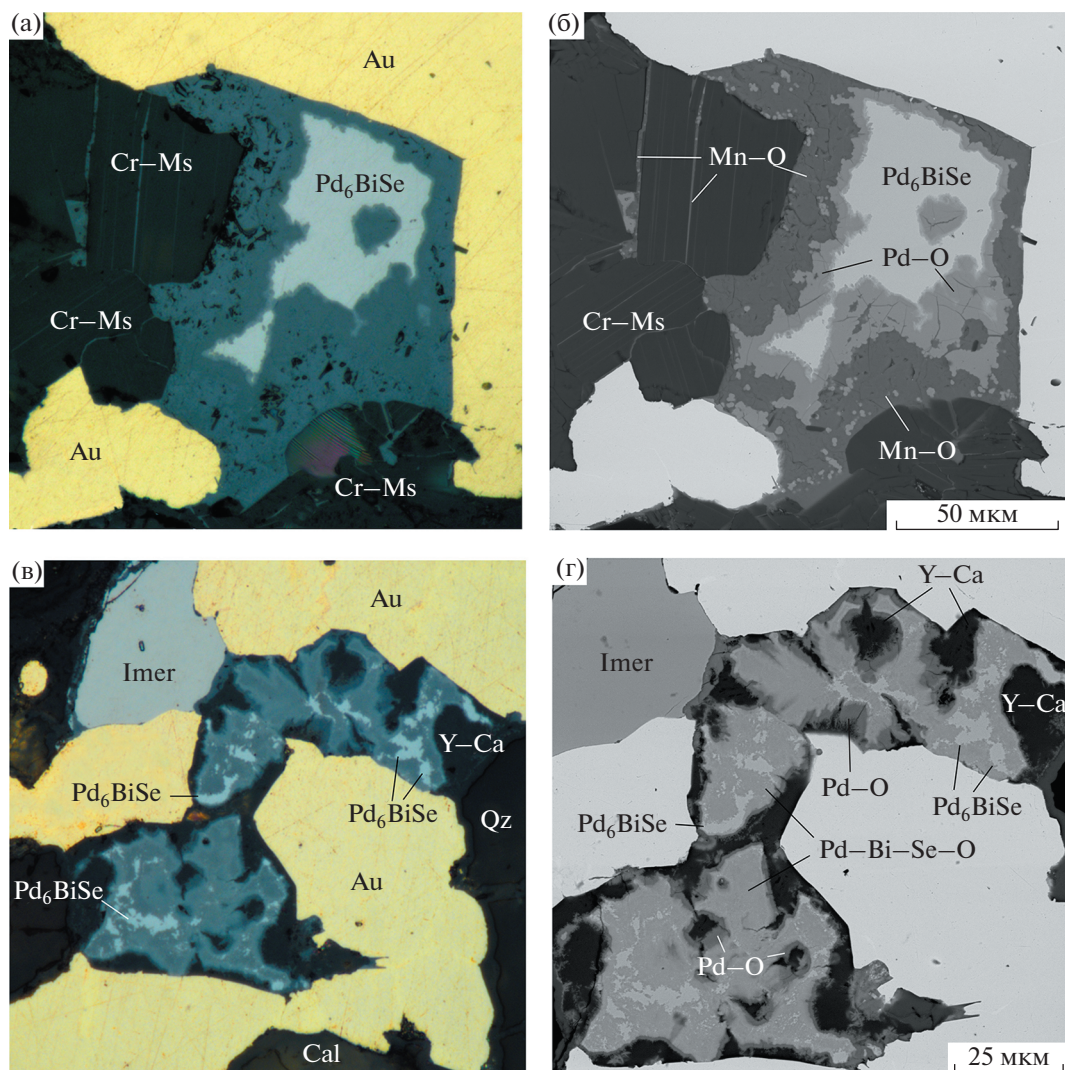 (а)
Au
Cr–Ms
Pd₆BiSe
Cr–Ms
Au
Cr–Ms
(б)
Mn–O
Pd₆BiSe
Pd–O
Cr–Ms
Mn–O
50 мкм
(в)
Au
Imer
Y–Ca
Pd₆BiSe
Pd₆BiSe
Qz
Au
Pd₆BiSe
Cal
(г)
Y–Ca
Imer
Y–Ca
Pd–O
Pd₆BiSe
Pd₆BiSe
Pd–Bi–Se–O
Pd–O
25 мкм